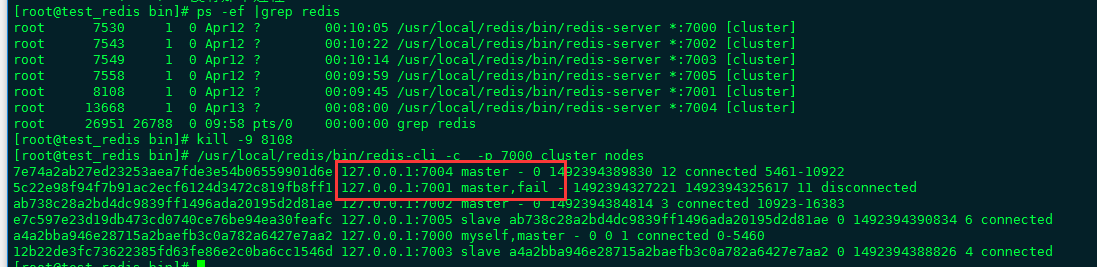 [root@test_redis bin]# ps -ef |grep redis
root 7530 1 0 Apr12 ? 00:10:05 /usr/local/redis/bin/redis-server *:7000 [cluster]
root 7543 1 0 Apr12 ? 00:10:22 /usr/local/redis/bin/redis-server *:7002 [cluster]
root 7549 1 0 Apr12 ? 00:10:14 /usr/local/redis/bin/redis-server *:7003 [cluster]
root 7558 1 0 Apr12 ? 00:09:59 /usr/local/redis/bin/redis-server *:7005 [cluster]
root 8108 1 0 Apr12 ? 00:09:45 /usr/local/redis/bin/redis-server *:7001 [cluster]
root 13668 1 0 Apr13 ? 00:08:00 /usr/local/redis/bin/redis-server *:7004 [cluster]
root 26951 26788 0 09:58 pts/0 00:00:00 grep redis
[root@test_redis bin]# kill -9 8108
[root@test_redis bin]# /usr/local/redis/bin/redis-cli -c -p 7000 cluster nodes
7e74a2ab27ed23253aea7fde3e54b06559901d6e 127.0.0.1:7004 master - 0 1492394389830 12 connected 5461-10922
5c22e98f94f7b91ac2ecf6124d3472c819fb8ff1 127.0.0.1:7001 master,fail - 1492394327221 1492394325617 11 disconnected
ab738c28a2bd4dc9839ff1496ada20195d2d81ae 127.0.0.1:7002 master - 0 1492394384814 3 connected 10923-16383
e7c597e23d19db473cd0740ce76be94ea30feafc 127.0.0.1:7005 slave ab738c28a2bd4dc9839ff1496ada20195d2d81ae 0 1492394390834 6 connected
a4a2bba946e28715a2baefb3c0a782a6427e7aa2 127.0.0.1:7000 myself,master - 0 0 1 connected 0-5460
12b22de3fc73622385fd63fe86e2c0ba6cc1546d 127.0.0.1:7003 slave a4a2bba946e28715a2baefb3c0a782a6427e7aa2 0 1492394388826 4 connected
[root@test_redis bin]#